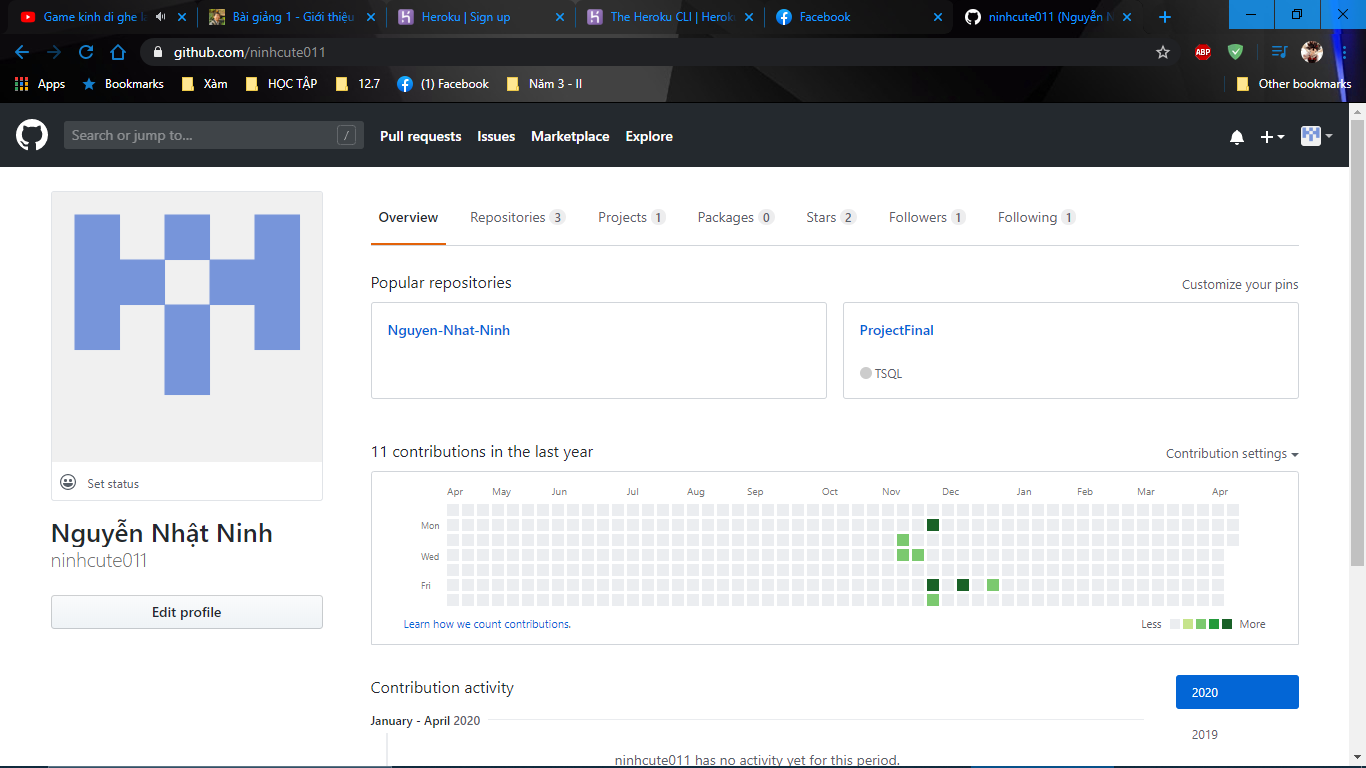 Game kinh dị ghe l
Bài giảng 1 - Giới thiệu
Heroku | Sign up
The Heroku CLI | Herok
Facebook
ninhcute011 (Nguyễn N
github.com/ninhcute011
ABP
Apps
Bookmarks
Xàm
HỌC TẬP
12.7
(1) Facebook
Năm 3 - II
Other bookmarks
Search or jump to...
/
Pull requests
Issues
Marketplace
Explore
Overview
Repositories 3
Projects 1
Packages 0
Stars 2
Followers 1
Following 1
Set status
Nguyễn Nhật Ninh
ninhcute011
Edit profile
Popular repositories
Customize your pins
Nguyen-Nhat-Ninh
ProjectFinal
TSQL
11 contributions in the last year
Contribution settings
Apr May Jun Jul Aug Sep Oct Nov Dec Jan Feb Mar Apr
Mon
Wed
Fri
Learn how we count contributions.
Less
More
Contribution activity
2020
2019
January - April 2020
ninhcute011 has no activity yet for this period.